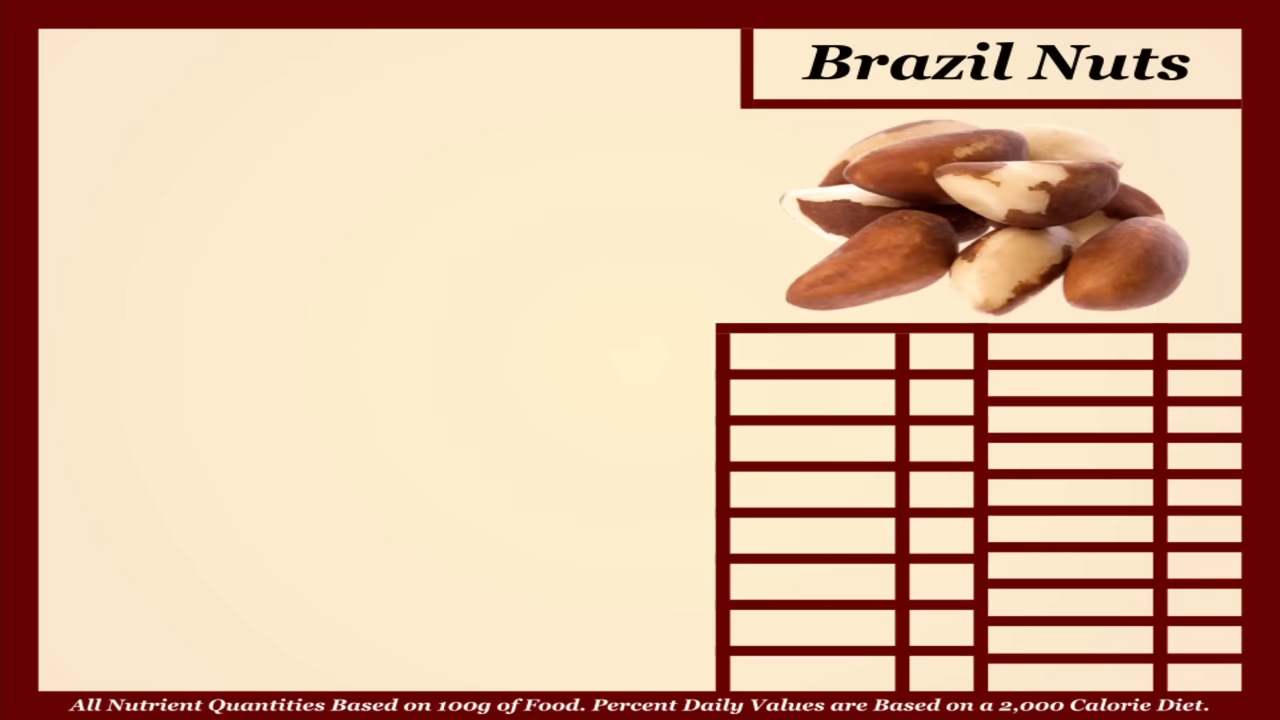 Brazil Nuts
All Nutrient Quantities Based on 100g of Food. Percent Daily Values are Based on a 2,000 Calorie Diet.